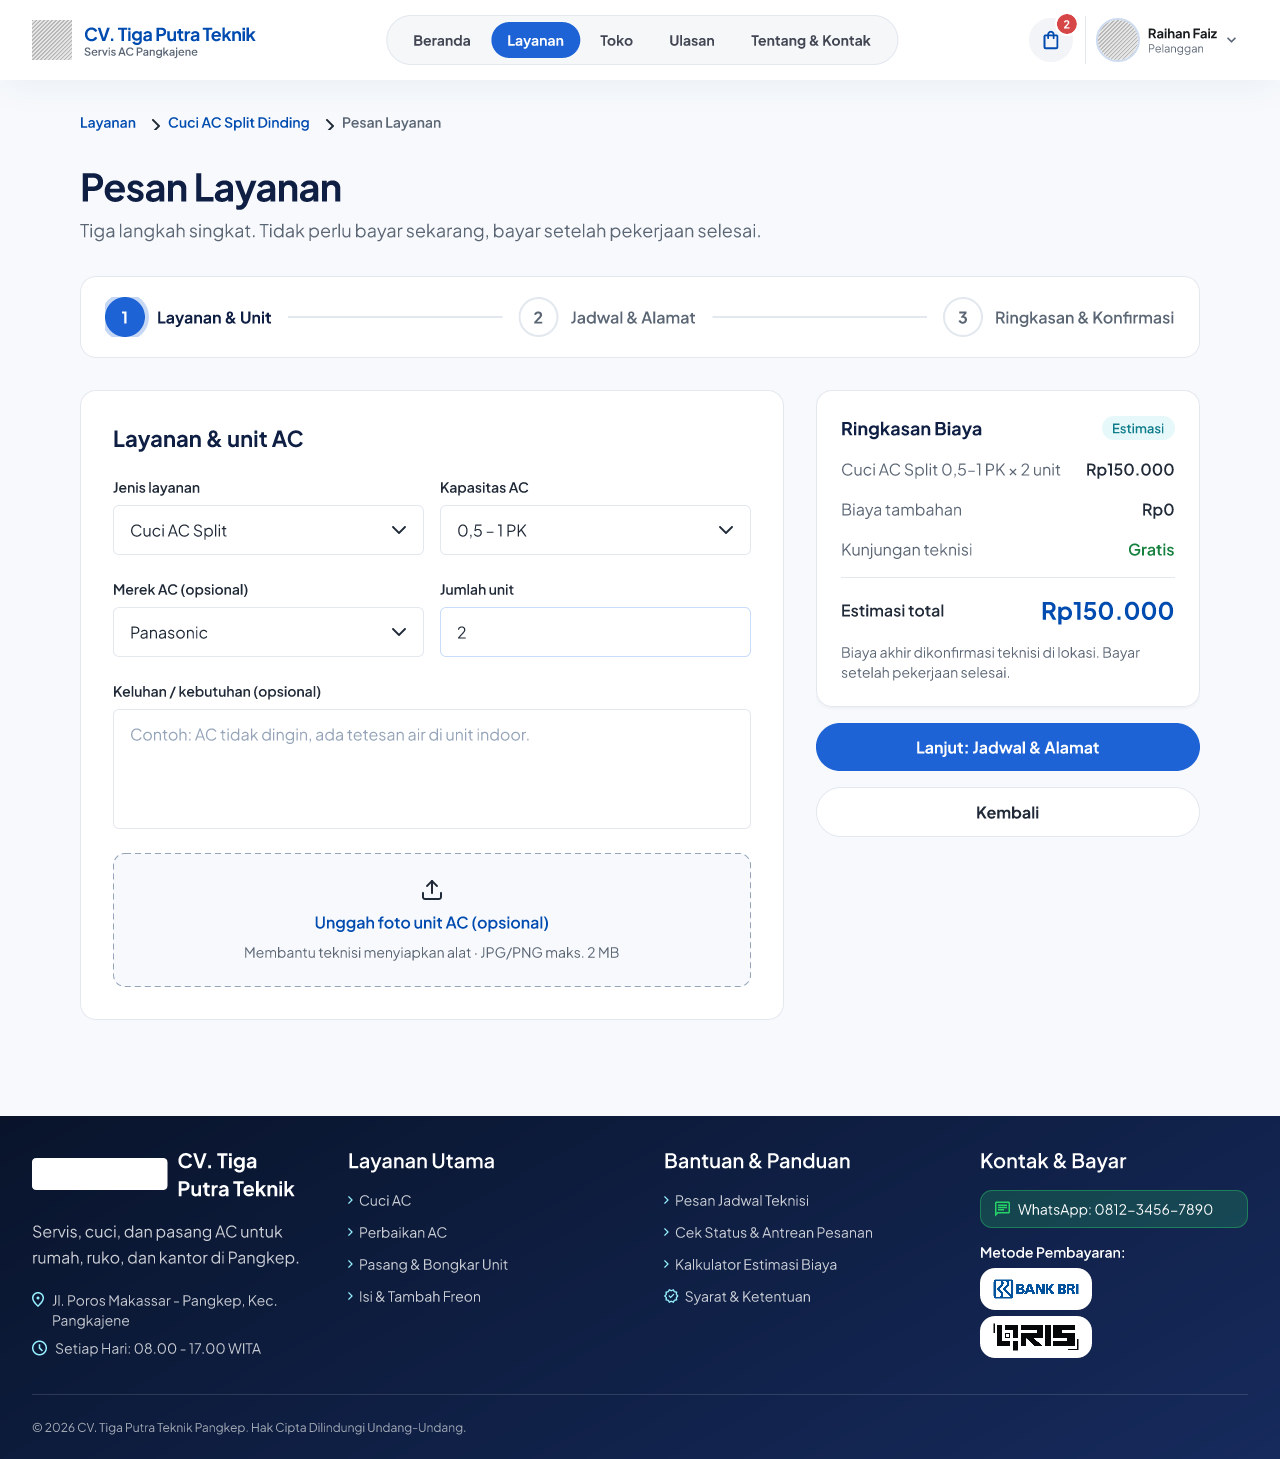 CV. Tiga Putra Teknik
Servis AC Pangkajene
Beranda
Layanan
Toko
Ulasan
Tentang & Kontak
2
Raihan Faiz
Pelanggan
Layanan
Cuci AC Split Dinding
Pesan Layanan
Pesan Layanan
Tiga langkah singkat. Tidak perlu bayar sekarang, bayar setelah pekerjaan selesai.
1 Layanan & Unit
2 Jadwal & Alamat
3 Ringkasan & Konfirmasi
Layanan & unit AC
Jenis layanan
Cuci AC Split
Kapasitas AC
0,5 – 1 PK
Merek AC (opsional)
Panasonic
Jumlah unit
2
Keluhan / kebutuhan (opsional)
Contoh: AC tidak dingin, ada tetesan air di unit indoor.
Unggah foto unit AC (opsional)
Membantu teknisi menyiapkan alat · JPG/PNG maks. 2 MB
Ringkasan Biaya
Estimasi
Cuci AC Split 0,5–1 PK × 2 unit Rp150.000
Biaya tambahan Rp0
Kunjungan teknisi Gratis
Estimasi total Rp150.000
Biaya akhir dikonfirmasi teknisi di lokasi. Bayar
setelah pekerjaan selesai.
Lanjut: Jadwal & Alamat
Kembali
CV. Tiga
Putra Teknik
Servis, cuci, dan pasang AC untuk
rumah, ruko, dan kantor di Pangkep.
Jl. Poros Makassar - Pangkep, Kec.
Pangkajene
Setiap Hari: 08.00 - 17.00 WITA
Layanan Utama
Cuci AC
Perbaikan AC
Pasang & Bongkar Unit
Isi & Tambah Freon
Bantuan & Panduan
Pesan Jadwal Teknisi
Cek Status & Antrean Pesanan
Kalkulator Estimasi Biaya
Syarat & Ketentuan
Kontak & Bayar
WhatsApp: 0812-3456-7890
Metode Pembayaran:
BANK BRI
QRIS
© 2026 CV. Tiga Putra Teknik Pangkep. Hak Cipta Dilindungi Undang-Undang.